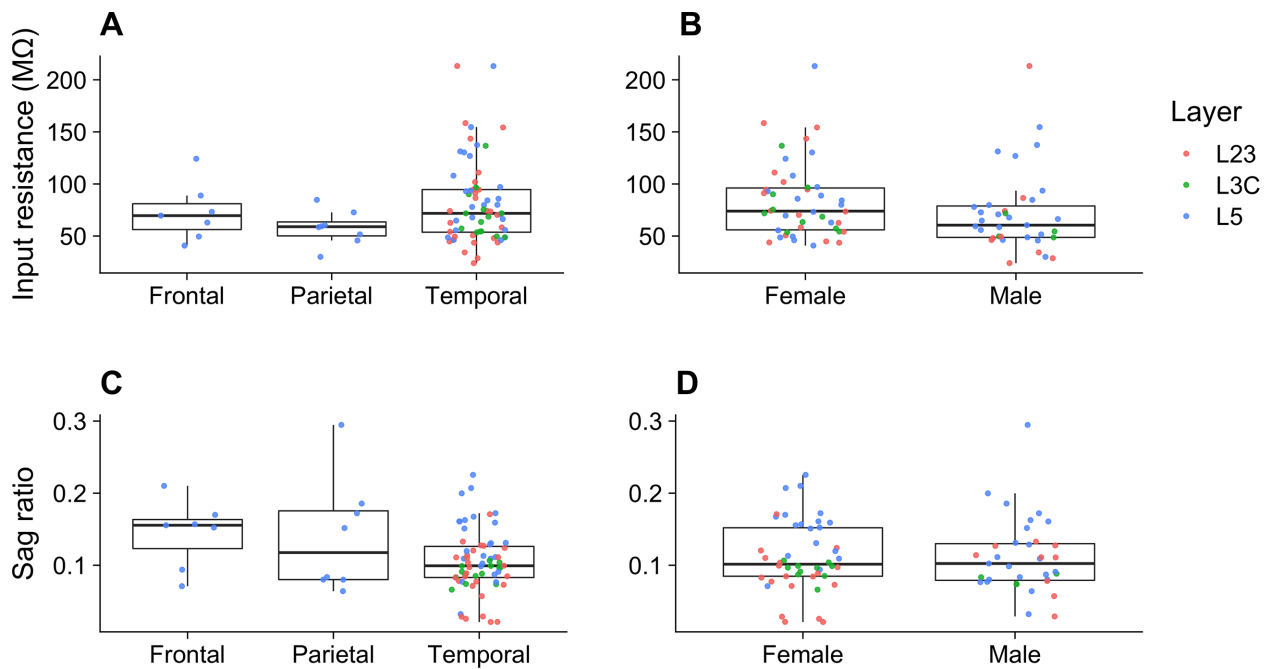 A
Input resistance (MΩ)
200
150
100
50
Frontal Parietal Temporal
B
200
150
100
50
Female Male
Layer
L23
L3C
L5
C
Sag ratio
0.3
0.2
0.1
Frontal Parietal Temporal
D
0.3
0.2
0.1
Female Male